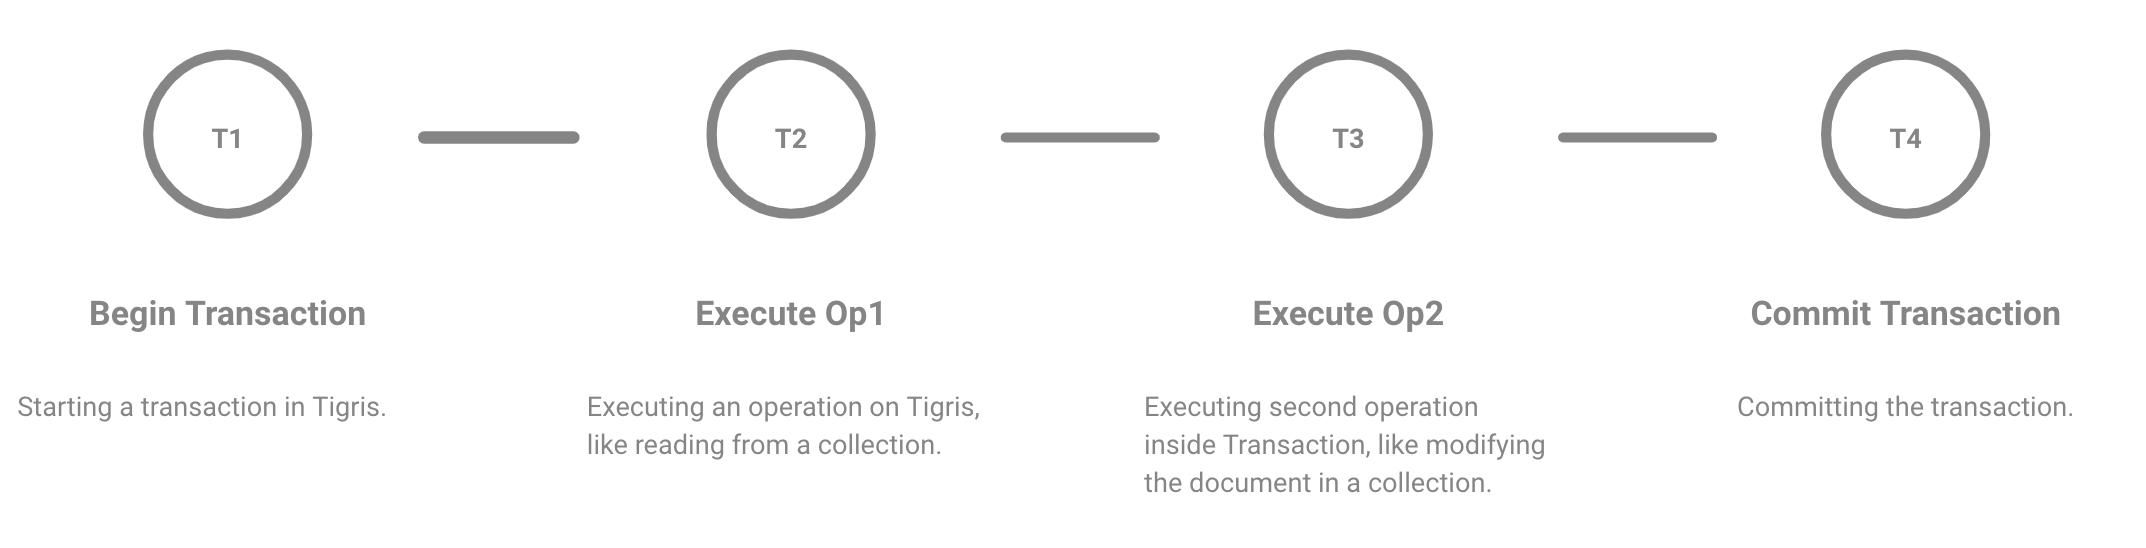 T1
T2
T3
T4
Begin Transaction
Execute Op1
Execute Op2
Commit Transaction
Starting a transaction in Tigris.
Executing an operation on Tigris,
like reading from a collection.
Executing second operation
inside Transaction, like modifying
the document in a collection.
Committing the transaction.